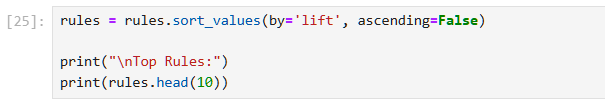 [25]: rules = rules.sort_values(by='lift', ascending=False)
print("\nTop Rules:")
print(rules.head(10))